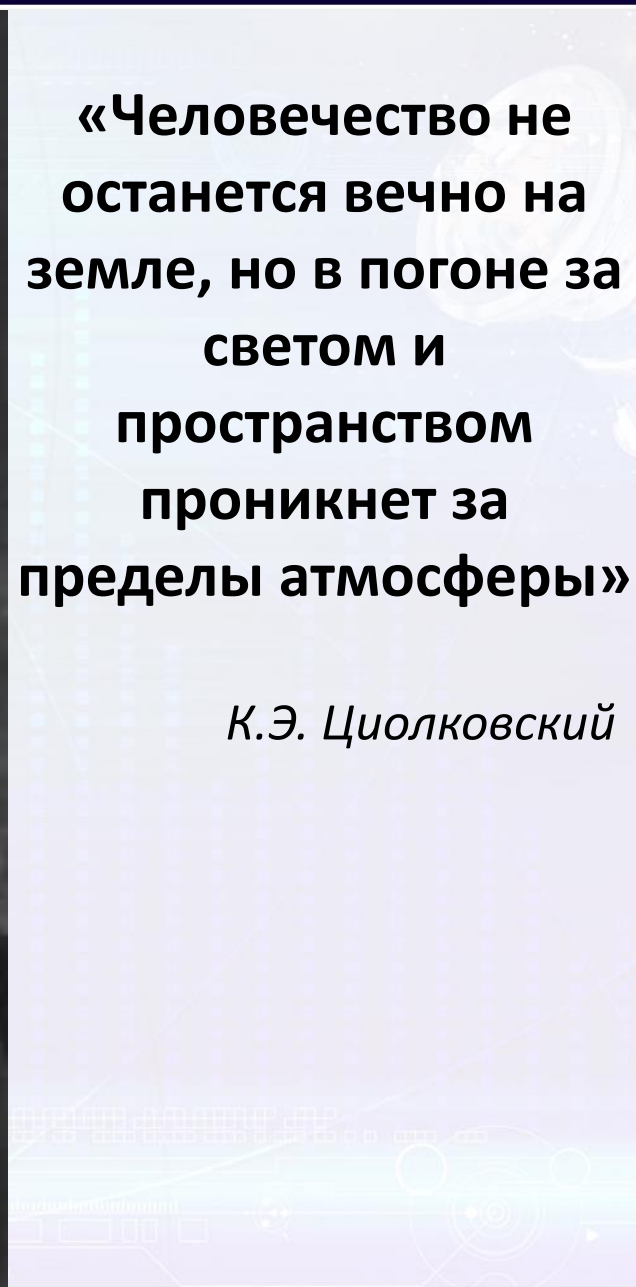 «Человечество не
останется вечно на
земле, но в погоне за
светом и
пространством
проникнет за
пределы атмосферы»
К.Э. Циолковский